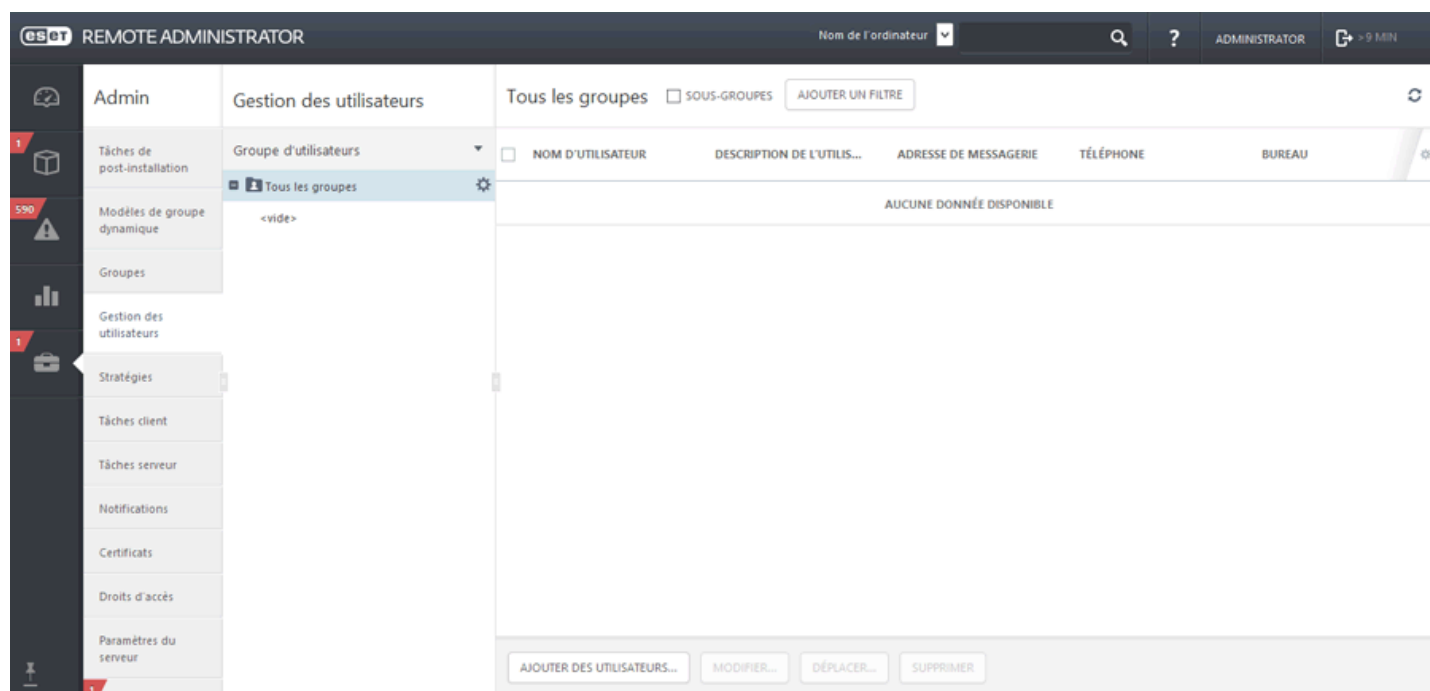 eset REMOTE ADMINISTRATOR
Nom de l'ordinateur
?
ADMINISTRATOR
>9 MIN
1
590
1
Admin
Tâches de
post-installation
Modèles de groupe
dynamique
Groupes
Gestion des
utilisateurs
Stratégies
Tâches client
Tâches serveur
Notifications
Certificats
Droits d'accès
Paramètres du
serveur
1
Gestion des utilisateurs
Groupe d'utilisateurs
Tous les groupes
<vide>
Tous les groupes
SOUS-GROUPES
AJOUTER UN FILTRE
NOM D'UTILISATEUR DESCRIPTION DE L'UTILIS... ADRESSE DE MESSAGERIE TÉLÉPHONE BUREAU
AUCUNE DONNÉE DISPONIBLE
AJOUTER DES UTILISATEURS... MODIFIER... DÉPLACER... SUPPRIMER